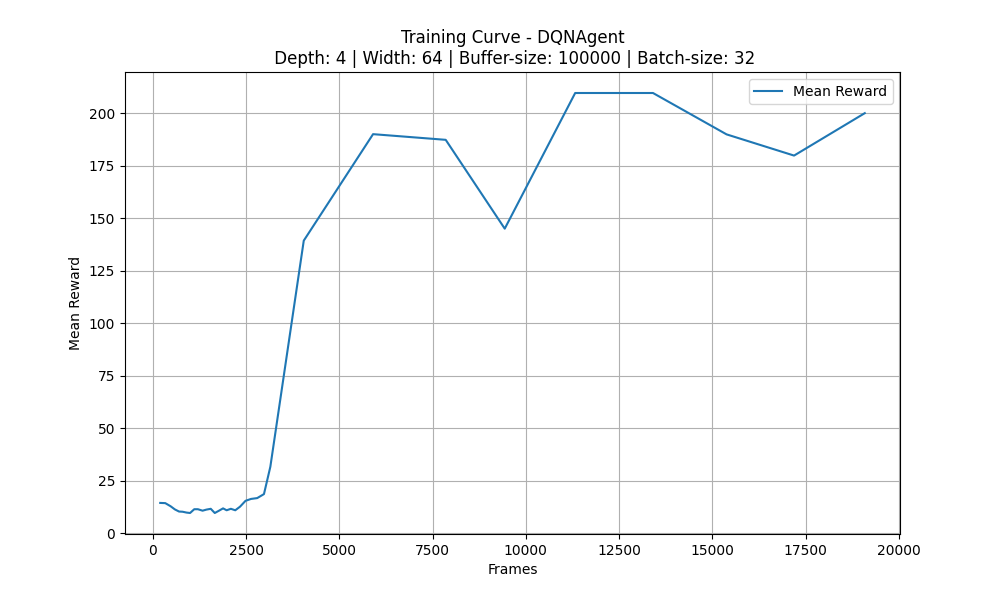 Training Curve - DQNAgent
Depth: 4 | Width: 64 | Buffer-size: 100000 | Batch-size: 32
Mean Reward
200
175
150
125
100
75
50
25
0
Mean Reward
0 2500 5000 7500 10000 12500 15000 17500 20000
Frames